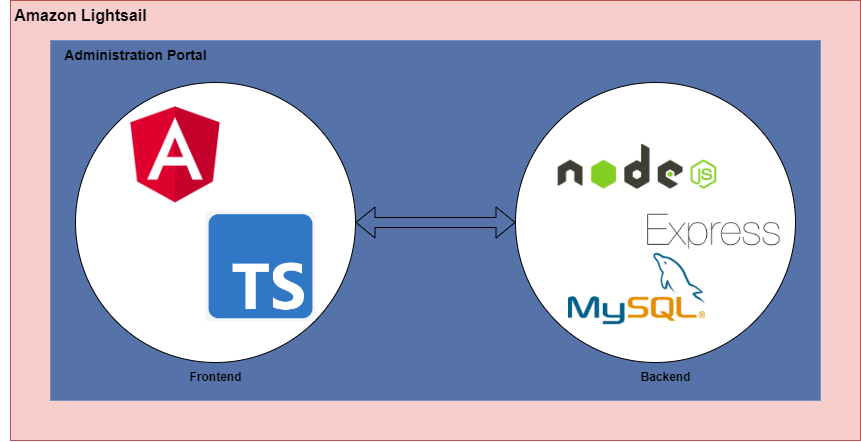 Amazon Lightsail
Administration Portal
A
TS
node
JS
Express
MySQL®
Frontend
Backend